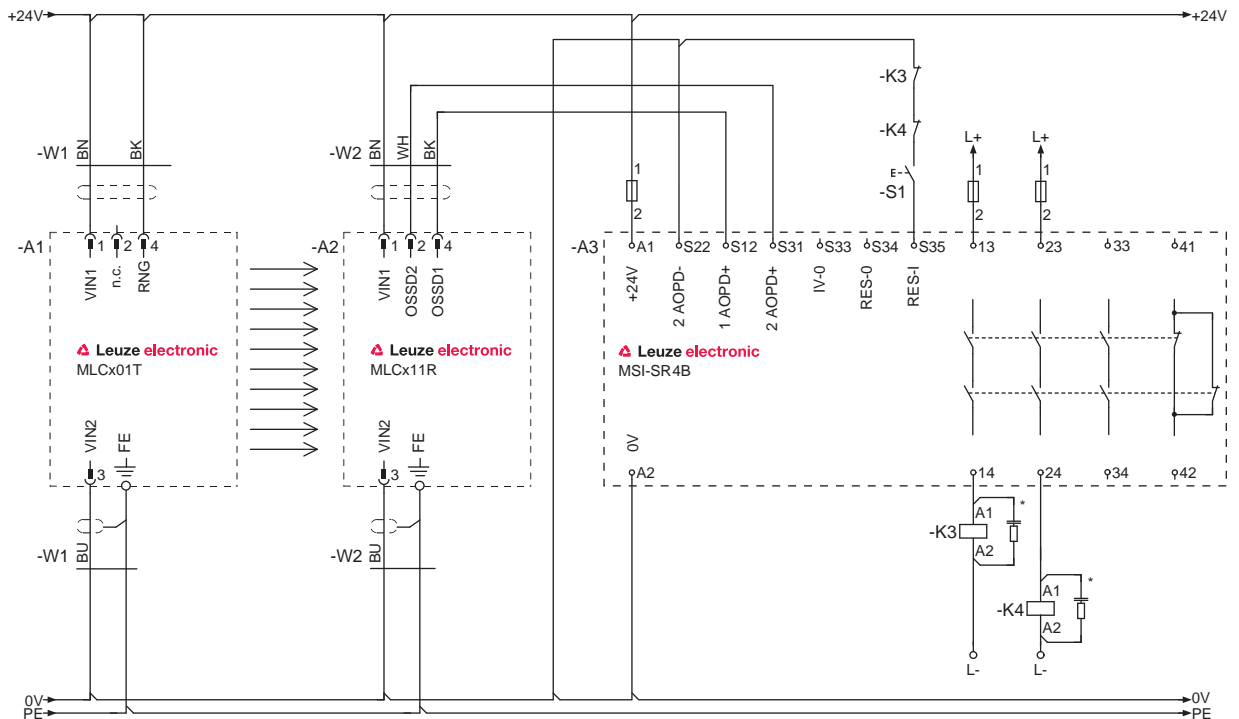 +24V
+24V
-K3
-K4
-S1
E
-W1
BN
BK
-W2
BN
WH
BK
1
2
L+
1
2
L+
1
2
-A1
1
2
4
-A2
1
2
4
-A3
A1
S22
S12
S31
S33
S34
S35
13
23
33
41
VIN1
n.c.
RNG
VIN1
OSSD2
OSSD1
+24V
2 AOPD-
1 AOPD+
2 AOPD+
IV-0
RES-0
RES-I
Leuze electronic
MLCx01T
Leuze electronic
MLCx11R
Leuze electronic
MSI-SR4B
VIN2
FE
VIN2
FE
0V
3
3
A2
14
24
34
42
-W1
BU
-W2
BU
-K3
A1
A2
*
-K4
A1
A2
*
L-
L-
0V
0V
PE
PE